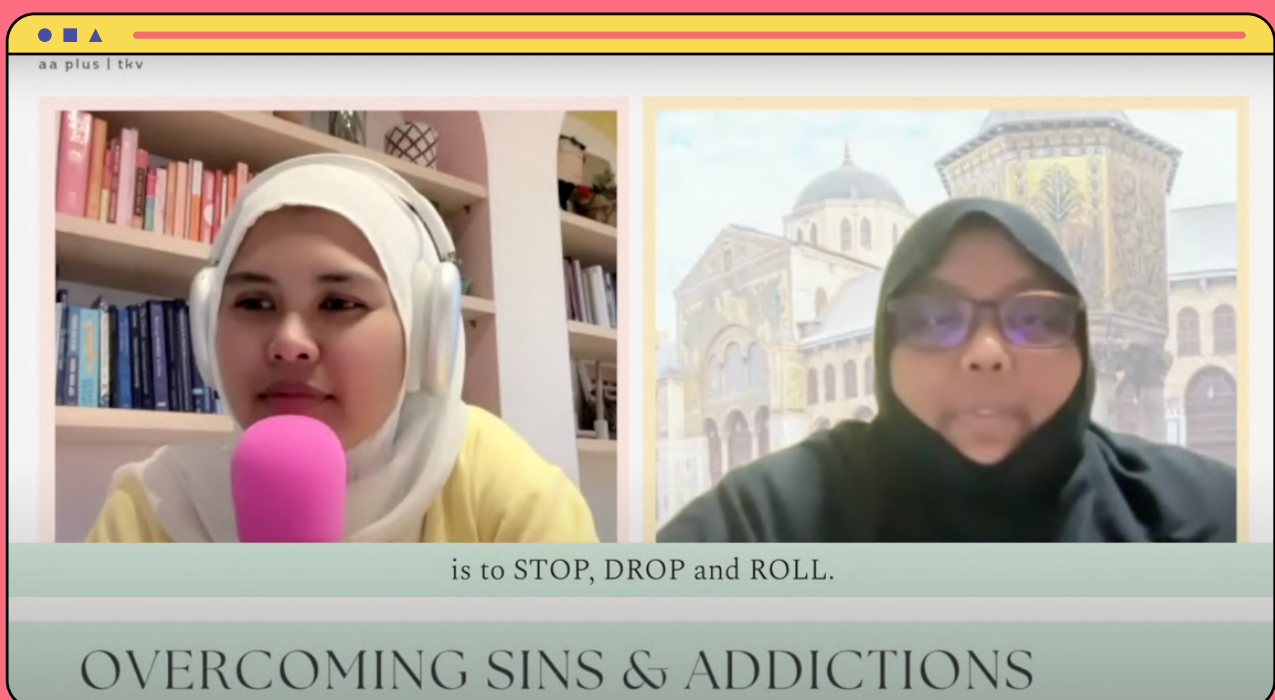 aa plus | tkv
is to STOP, DROP and ROLL.
OVERCOMING SINS & ADDICTIONS